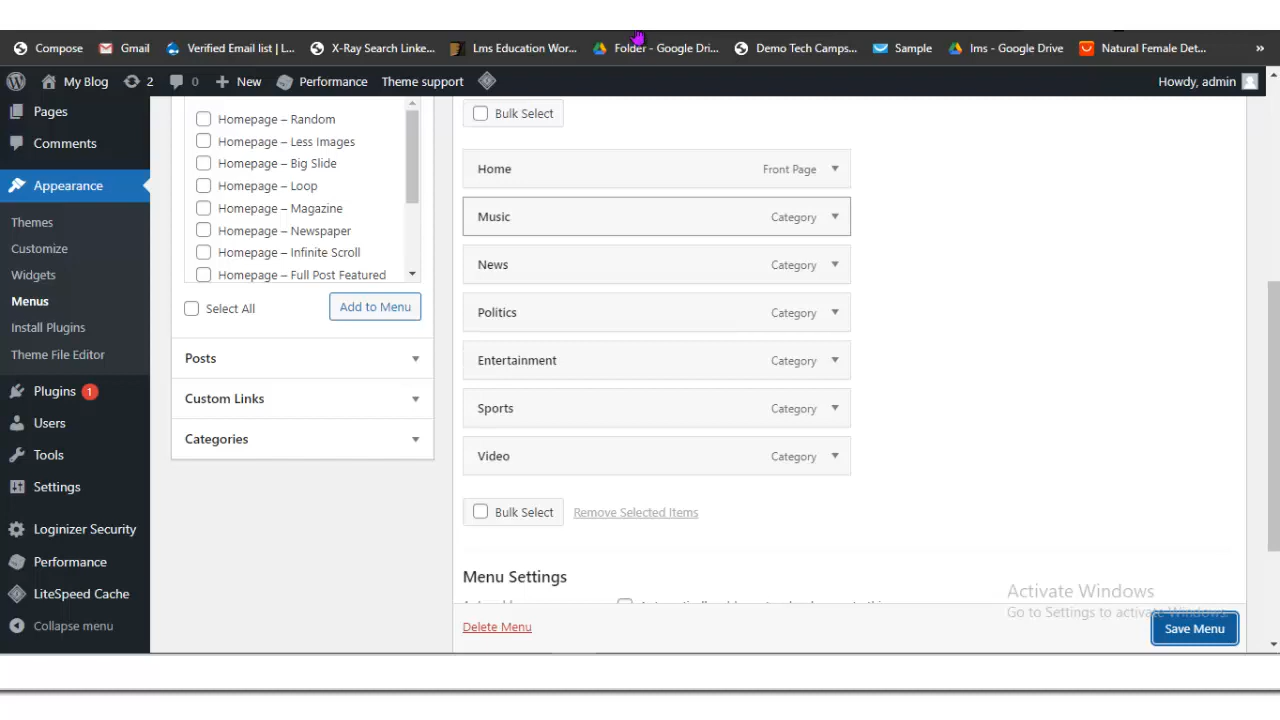 Compose Gmail Verified Email list | L... X-Ray Search Linke... Lms Education Wor... Folder - Google Dri... Demo Tech Camps... Sample lms - Google Drive Natural Female Det... »
My Blog 2 0 New Performance Theme support Howdy, admin
Pages
Comments
Appearance
Themes
Customize
Widgets
Menus
Install Plugins
Theme File Editor
Plugins 1
Users
Tools
Settings
Loginizer Security
Performance
LiteSpeed Cache
Collapse menu
Homepage – Random
Homepage – Less Images
Homepage – Big Slide
Homepage – Loop
Homepage – Magazine
Homepage – Newspaper
Homepage – Infinite Scroll
Homepage – Full Post Featured
Select All Add to Menu
Posts
Custom Links
Categories
Bulk Select
Home Front Page
Music Category
News Category
Politics Category
Entertainment Category
Sports Category
Video Category
Bulk Select Remove Selected Items
Menu Settings
Delete Menu
Activate Windows
Go to Settings to activate Windows.
Save Menu